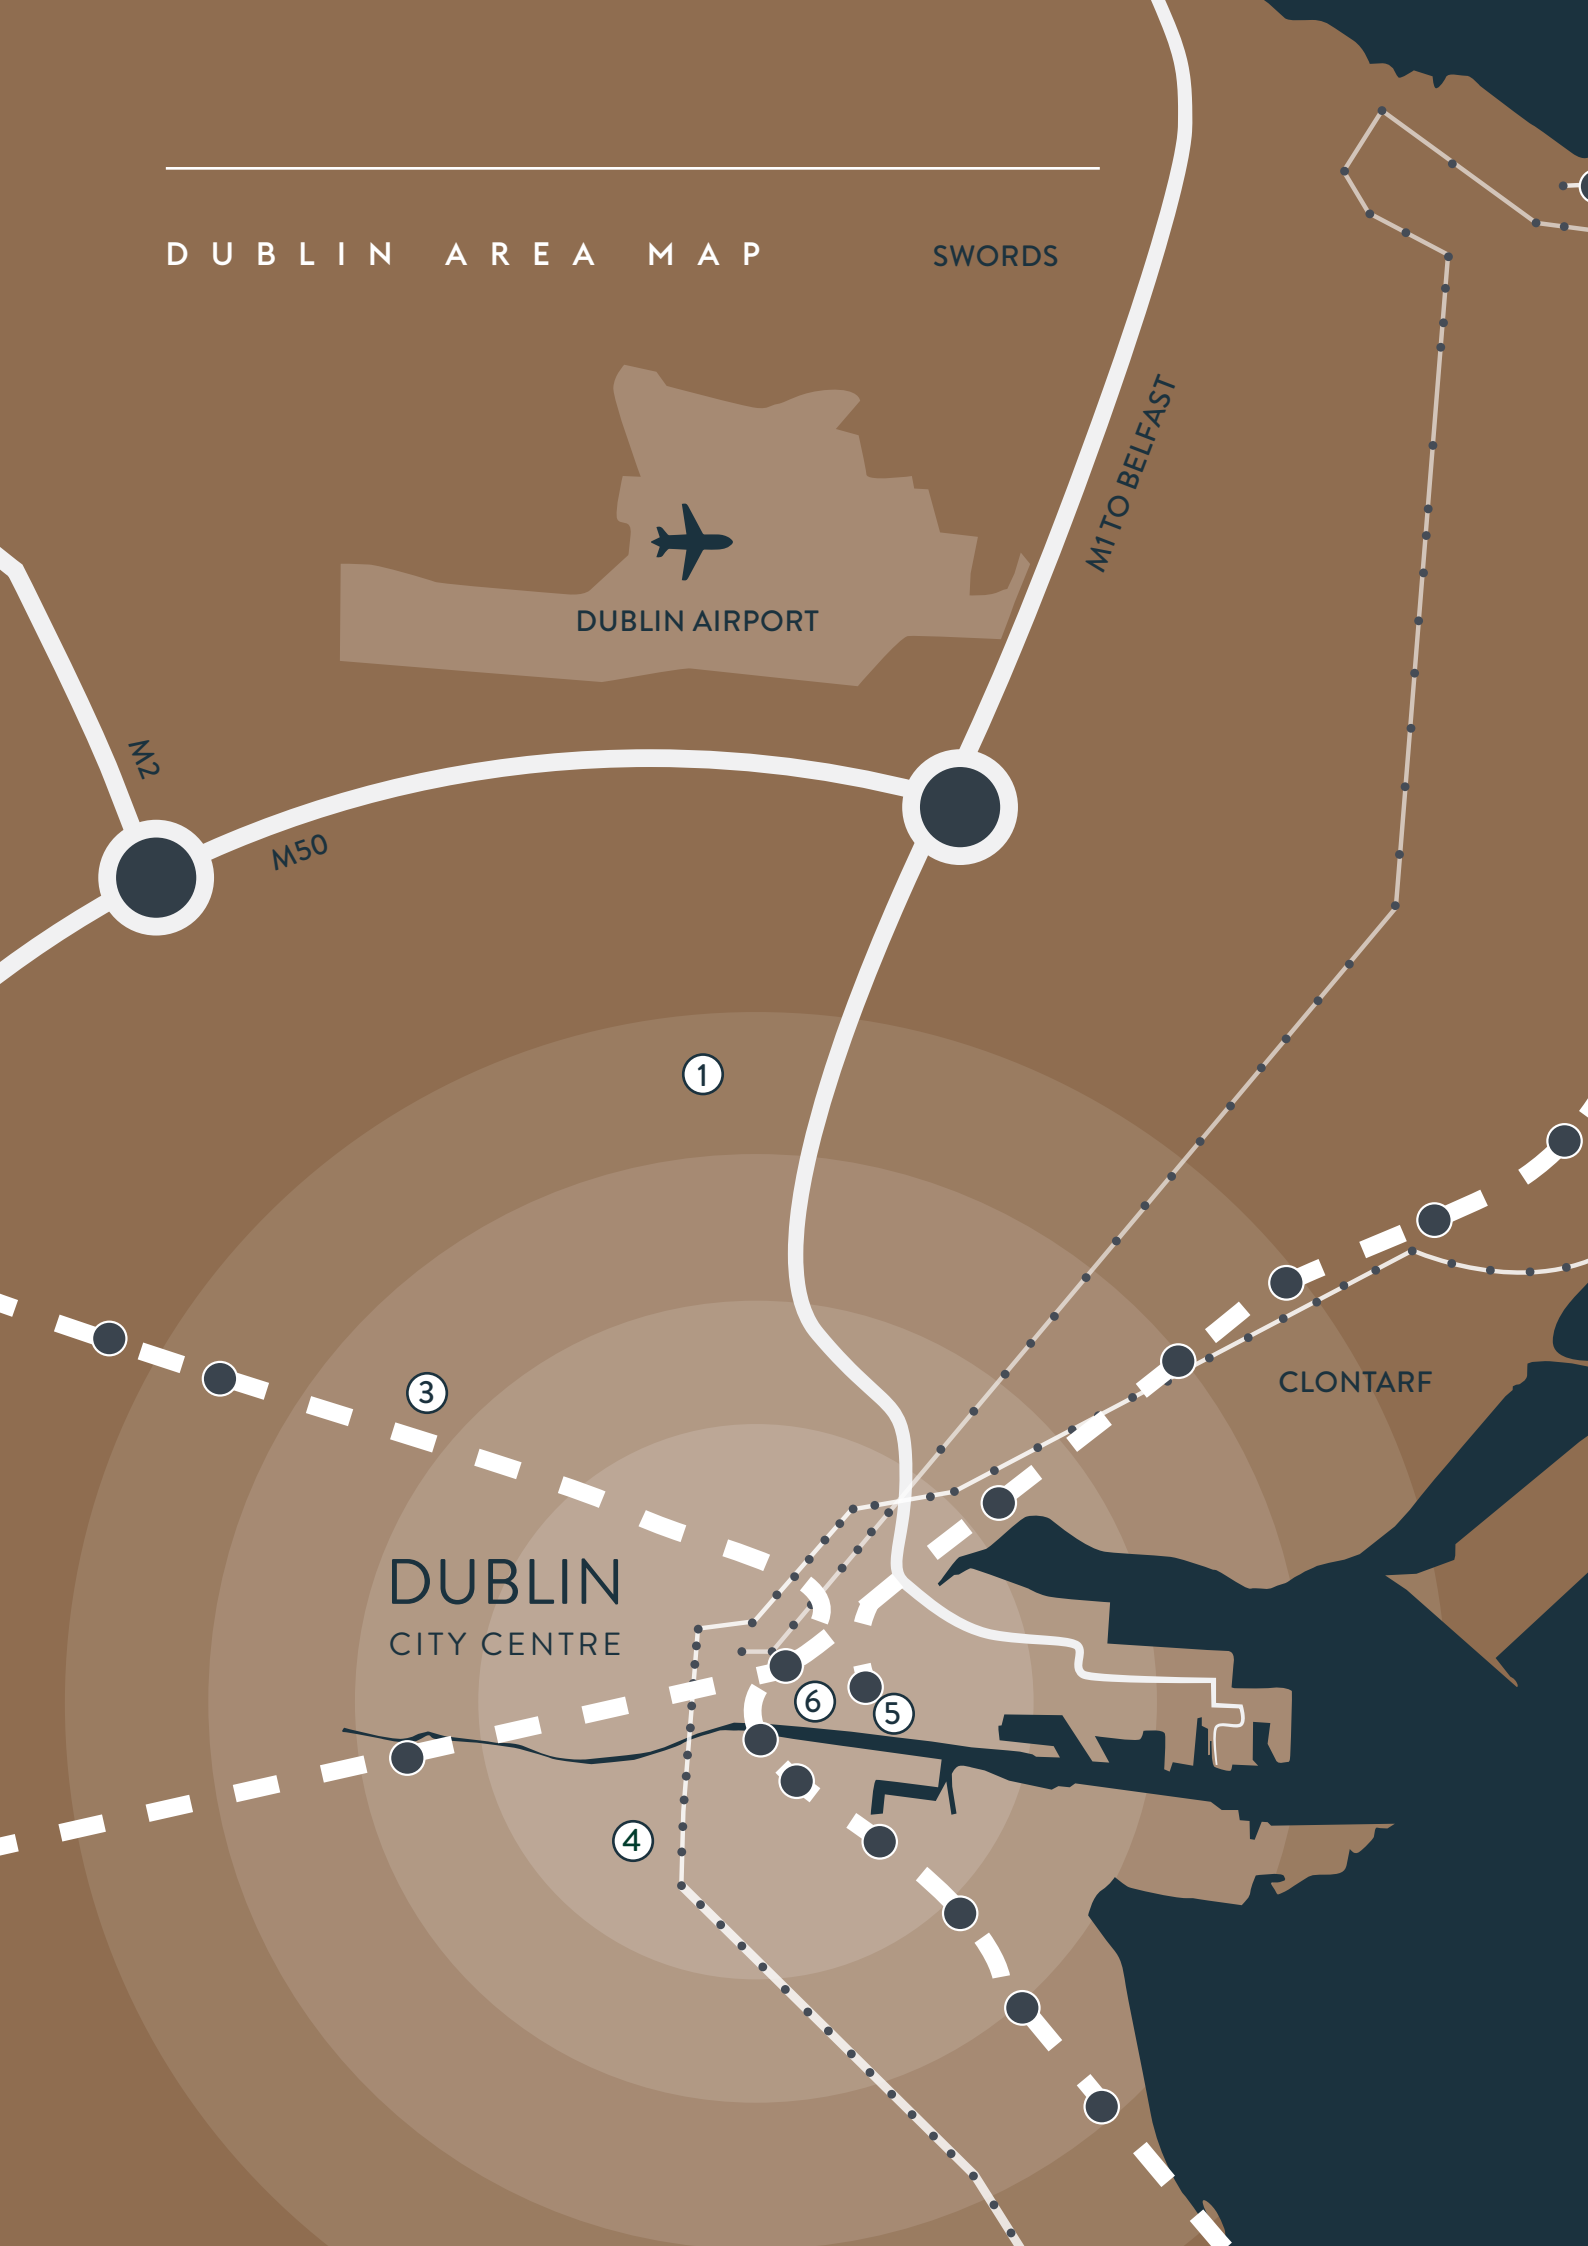 DUBLIN AREA MAP
SWORDS
M1 TO BELFAST
DUBLIN AIRPORT
M2
M50
1
3
CLONTARF
DUBLIN
CITY CENTRE
6
5
4